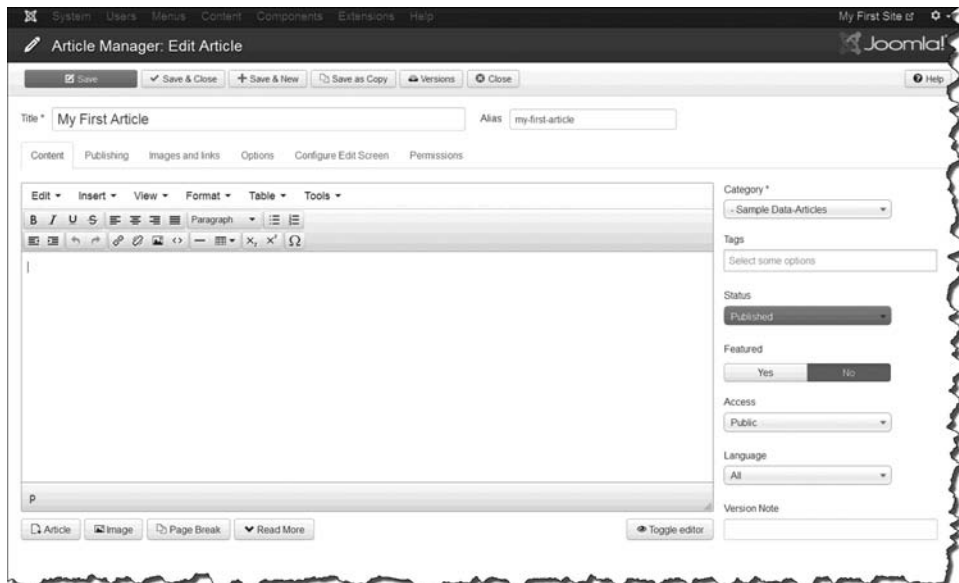 System Users Menus Content Components Extensions Help My First Site
Article Manager: Edit Article Joomla!
Save Save & Close Save & New Save as Copy Versions Close Help
Title * My First Article Alias my-first-article
Content Publishing Images and links Options Configure Edit Screen Permissions
Edit Insert View Format Table Tools
B I U S Paragraph
x, x' Ω
P
Article Image Page Break Read More Toggle editor
Category *
- Sample Data-Articles
Tags
Select some options
Status
Published
Featured
Yes No
Access
Public
Language
All
Version Note